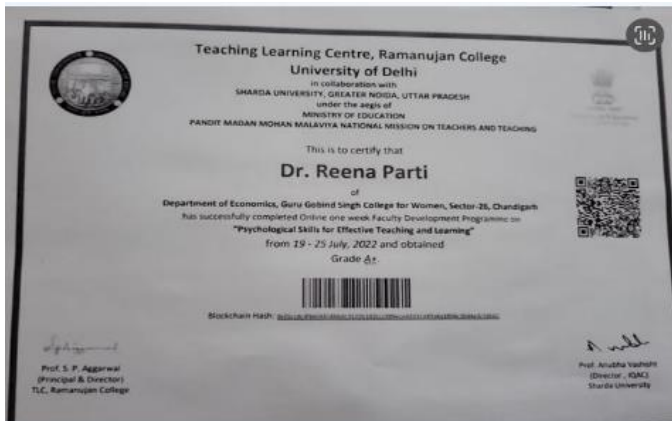 Teaching Learning Centre, Ramanujan College
University of Delhi
in collaboration with
SHARDA UNIVERSITY, GREATER NOIDA, UTTAR PRADESH
under the aegis of
MINISTRY OF EDUCATION
PANDIT MADAN MOHAN MALAVIYA NATIONAL MISSION ON TEACHERS AND TEACHING
This is to certify that
Dr. Reena Parti
of
Department of Economics, Guru Gobind Singh College for Women, Sector-26, Chandigarh
has successfully completed Online one week Faculty Development Programme on
"Psychological Skills for Effective Teaching and Learning"
from 19 - 25 July, 2022 and obtained
Grade A+.
Blockchain Hash:
Prof. S. P. Aggarwal
(Principal & Director)
TLC, Ramanujan College
Prof. Anubha Vashisht
(Director, IQAC)
Sharda University